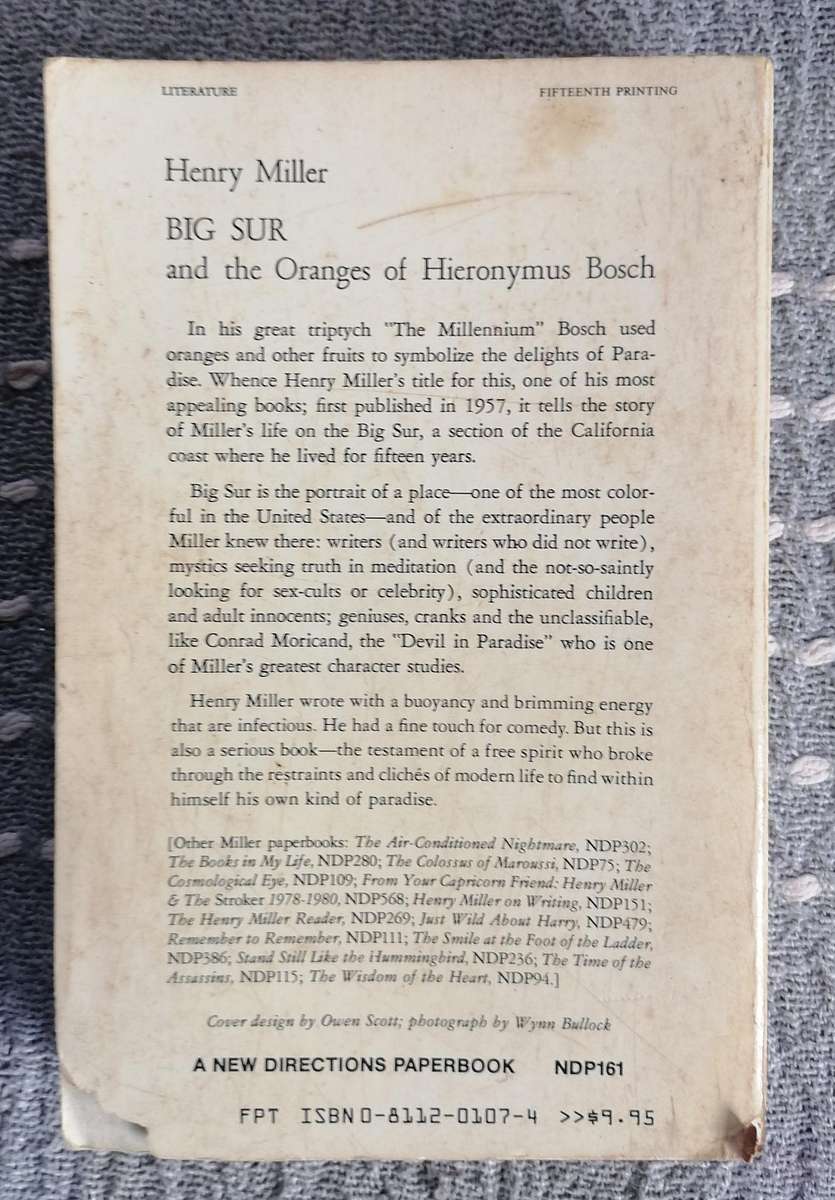 LITERATURE
FIFTEENTH PRINTING
Henry Miller
BIG SUR
and the Oranges of Hieronymus Bosch
In his great triptych "The Millennium" Bosch used
oranges and other fruits to symbolize the delights of Para-
dise. Whence Henry Miller's title for this, one of his most
appealing books; first published in 1957, it tells the story
of Miller's life on the Big Sur, a section of the California
coast where he lived for fifteen years.
Big Sur is the portrait of a place—one of the most color-
ful in the United States—and of the extraordinary people
Miller knew there: writers (and writers who did not write),
mystics seeking truth in meditation (and the not-so-saintly
looking for sex-cults or celebrity), sophisticated children
and adult innocents; geniuses, cranks and the unclassifiable,
like Conrad Moricand, the "Devil in Paradise" who is one
of Miller's greatest character studies.
Henry Miller wrote with a buoyancy and brimming energy
that are infectious. He had a fine touch for comedy. But this is
also a serious book—the testament of a free spirit who broke
through the restraints and clichés of modern life to find within
himself his own kind of paradise.
[Other Miller paperbooks: The Air-Conditioned Nightmare, NDP302;
The Books in My Life, NDP280; The Colossus of Maroussi, NDP75; The
Cosmological Eye, NDP109; From Your Capricorn Friend: Henry Miller
& The Stroker 1978-1980, NDP568; Henry Miller on Writing, NDP151;
The Henry Miller Reader, NDP269; Just Wild About Harry, NDP479;
Remember to Remember, NDP111; The Smile at the Foot of the Ladder,
NDP386; Stand Still Like the Hummingbird, NDP236; The Time of the
Assassins, NDP115; The Wisdom of the Heart, NDP94.]
Cover design by Owen Scott; photograph by Wynn Bullock
A NEW DIRECTIONS PAPERBOOK NDP161
FPT ISBN 0-8112-0107-4 >>$9.95